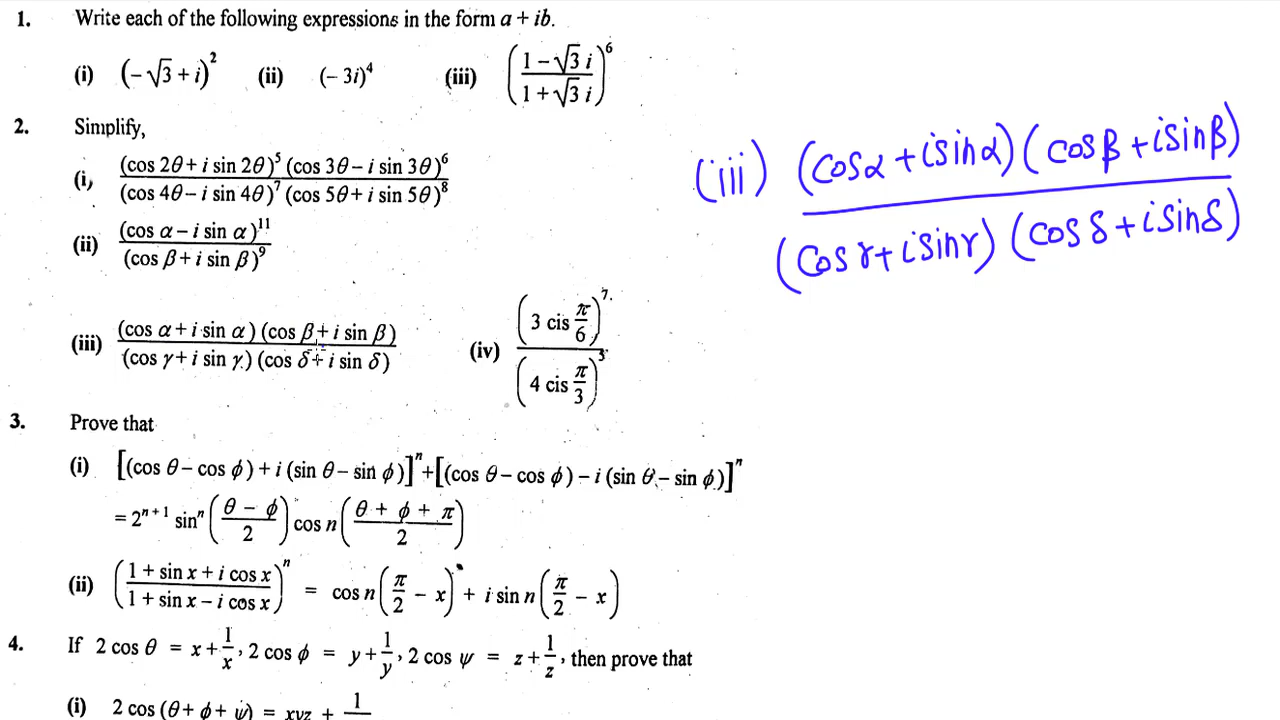 1. Write each of the following expressions in the form a + ib.
(i) (−√3 + i)² (ii) (− 3i)⁴ (iii) ((1 − √3 i)/(1 + √3 i))⁶
2. Simplify,
(i, (cos 2θ + i sin 2θ)⁵ (cos 3θ − i sin 3θ)⁶
(cos 4θ − i sin 4θ)⁷ (cos 5θ + i sin 5θ)⁸
(ii) (cos α − i sin α)¹¹
(cos β + i sin β)⁹
(iii) (cos α + i sin α) (cos β + i sin β)
(cos γ + i sin γ) (cos δ + i sin δ)
(iv) (3 cis π/6)⁷
(4 cis π/3)³
3. Prove that
(i) [(cos θ − cos ϕ) + i (sin θ − sin ϕ)]ⁿ + [(cos θ − cos ϕ) − i (sin θ − sin ϕ)]ⁿ
= 2ⁿ⁺¹ sinⁿ ((θ − ϕ)/2) cos n ((θ + ϕ + π)/2)
(ii) ((1 + sin x + i cos x)/(1 + sin x − i cos x))ⁿ = cos n (π/2 − x) + i sin n (π/2 − x)
4. If 2 cos θ = x + 1/x, 2 cos ϕ = y + 1/y, 2 cos ψ = z + 1/z, then prove that
(i) 2 cos (θ + ϕ + ψ) = xyz + 1
(iii) (cosα + isinα) (cosβ + isinβ)
(cosγ + isinγ) (cosδ + isinδ)